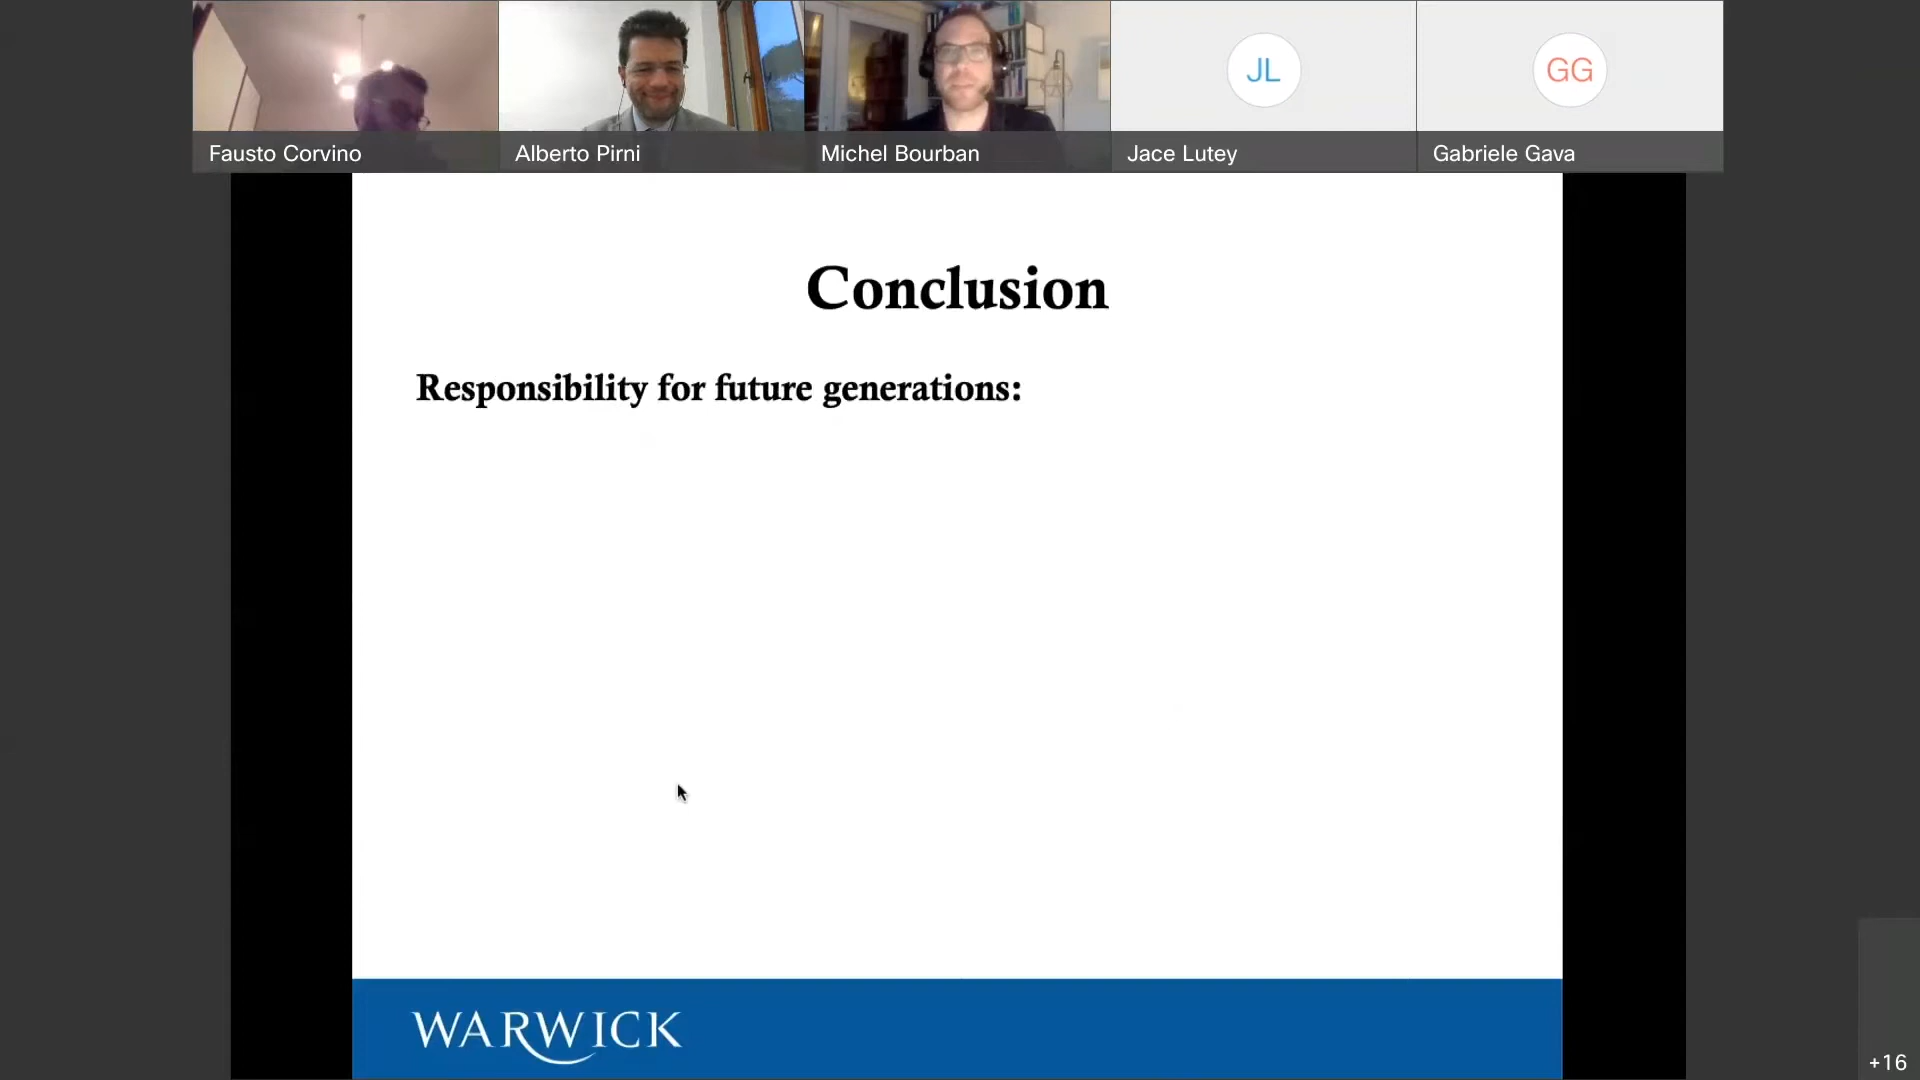 JL
GG
Fausto Corvino
Alberto Pirni
Michel Bourban
Jace Lutey
Gabriele Gava
Conclusion
Responsibility for future generations:
WARWICK
+16